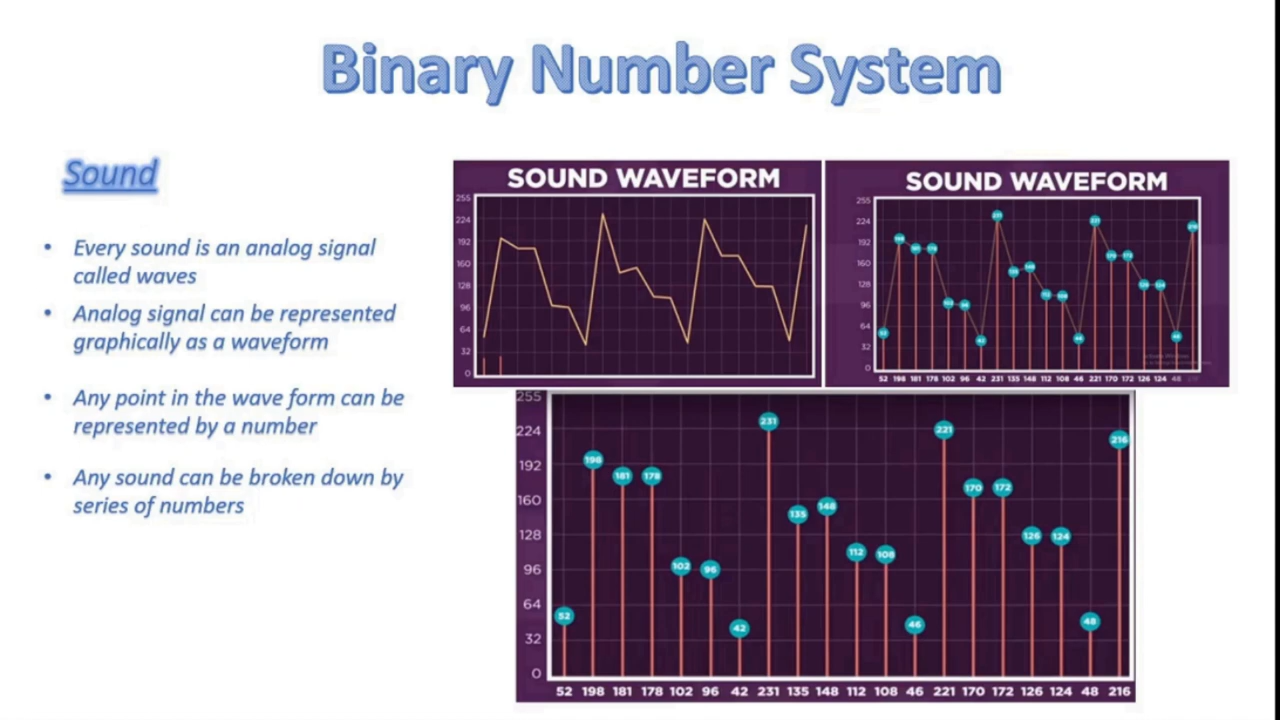 Binary Number System
Sound
• Every sound is an analog signal
called waves
• Analog signal can be represented
graphically as a waveform
• Any point in the wave form can be
represented by a number
• Any sound can be broken down by
series of numbers
SOUND WAVEFORM
255
224
192
160
128
96
64
32
0
SOUND WAVEFORM
255
224
192
160
128
96
64
32
0
52 198 181 178 102 96 42 231 135 148 112 108 46 221 170 172 126 124 48
255
224
192
160
128
96
64
32
0
52 198 181 178 102 96 42 231 135 148 112 108 46 221 170 172 126 124 48 216
52 198 181 178 102 96 42 231 135 148 112 108 46 221 170 172 126 124 48 216